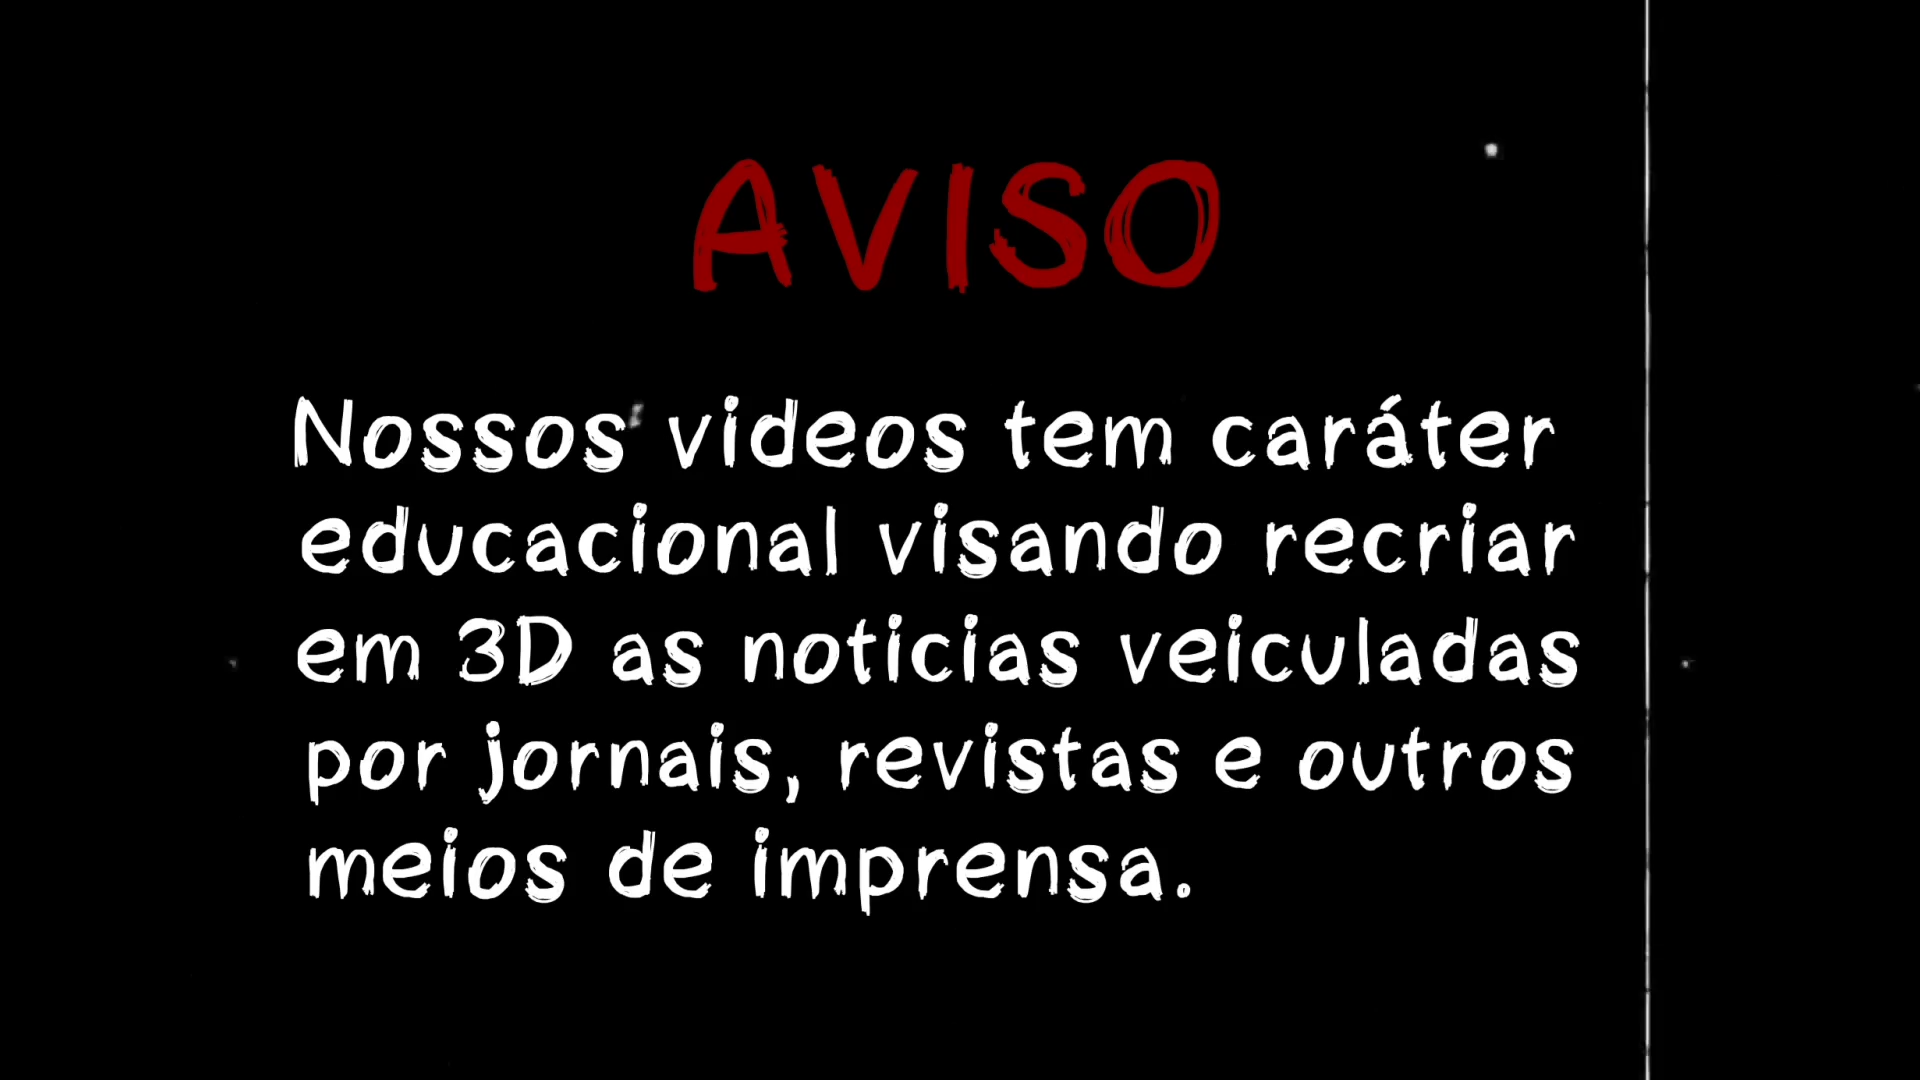 AVISO
Nossos videos tem caráter
educacional visando recriar
em 3D as noticias veiculadas
por jornais, revistas e outros
meios de imprensa.